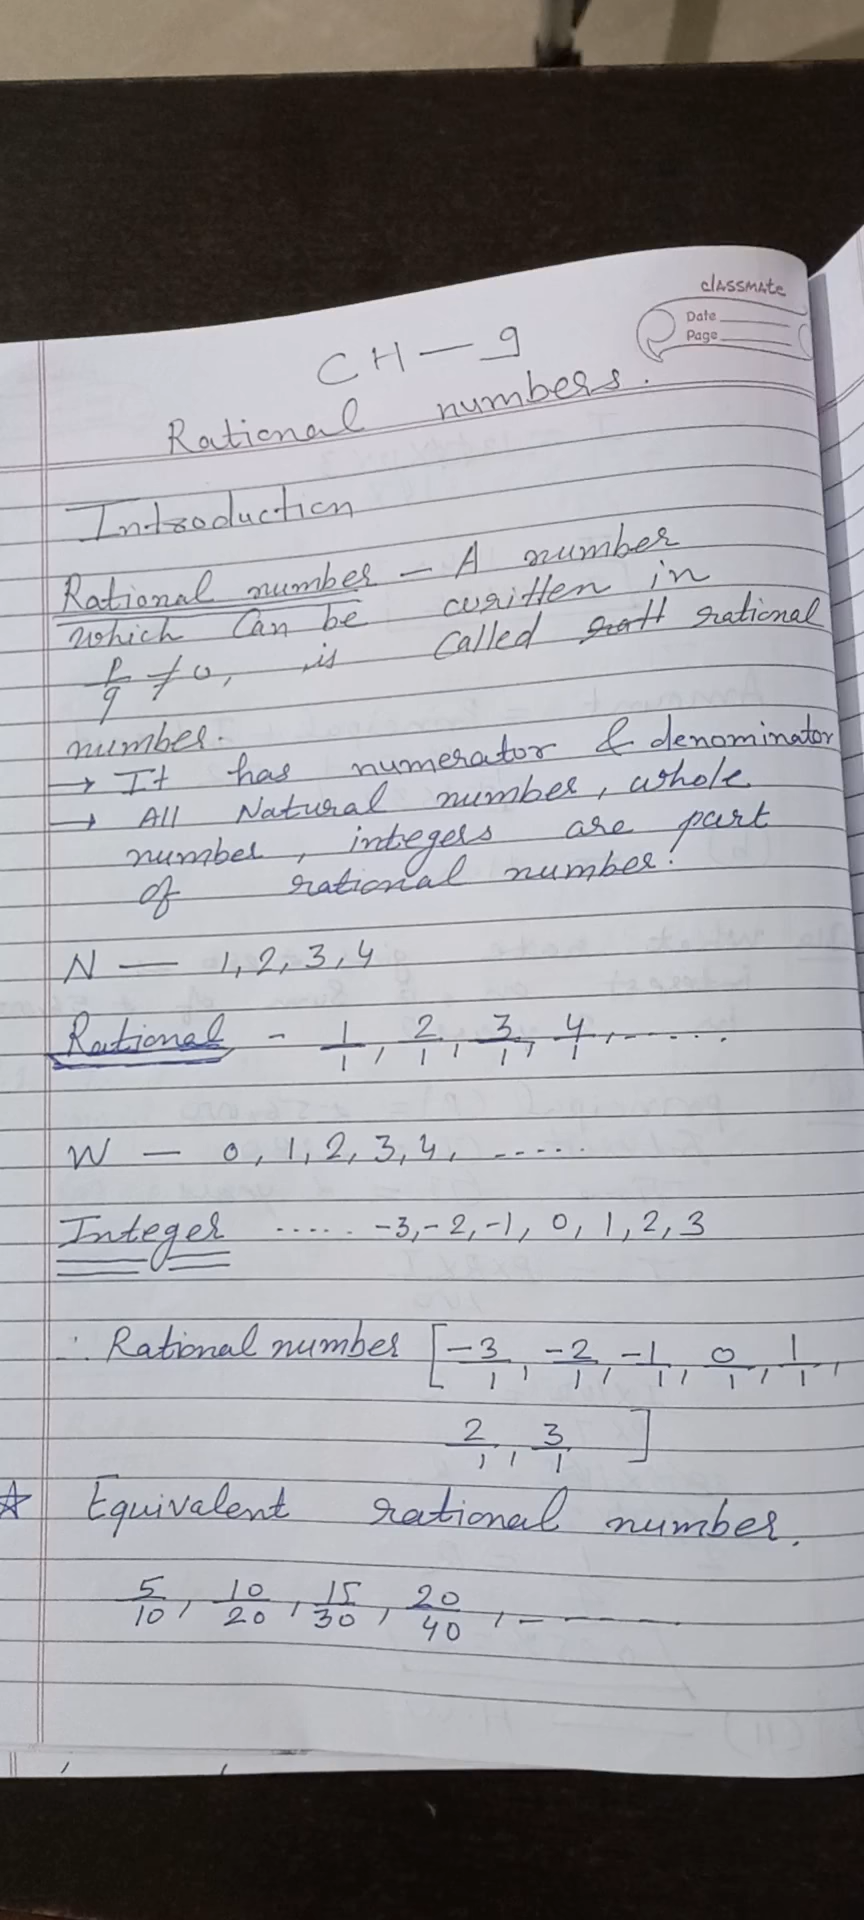 classmate
Date
Page
CH - 9
Rational numbers.
Introduction
Rational number - A number
which Can be written in
p/q ≠ 0, is called rational
number.
→ It has numerator & denominator
→ All Natural number, whole
number, integers are part
of rational number.
N — 1, 2, 3, 4
Rational - 1/1, 2/1, 3/1, 4/1, ......
W — 0, 1, 2, 3, 4, .....
Integer ..... -3, -2, -1, 0, 1, 2, 3
∴ Rational number [-3/1, -2/1, -1/1, 0/1, 1/1,
2/1, 3/1 ]
☆ Equivalent rational number.
5/10, 10/20, 15/30, 20/40, -----